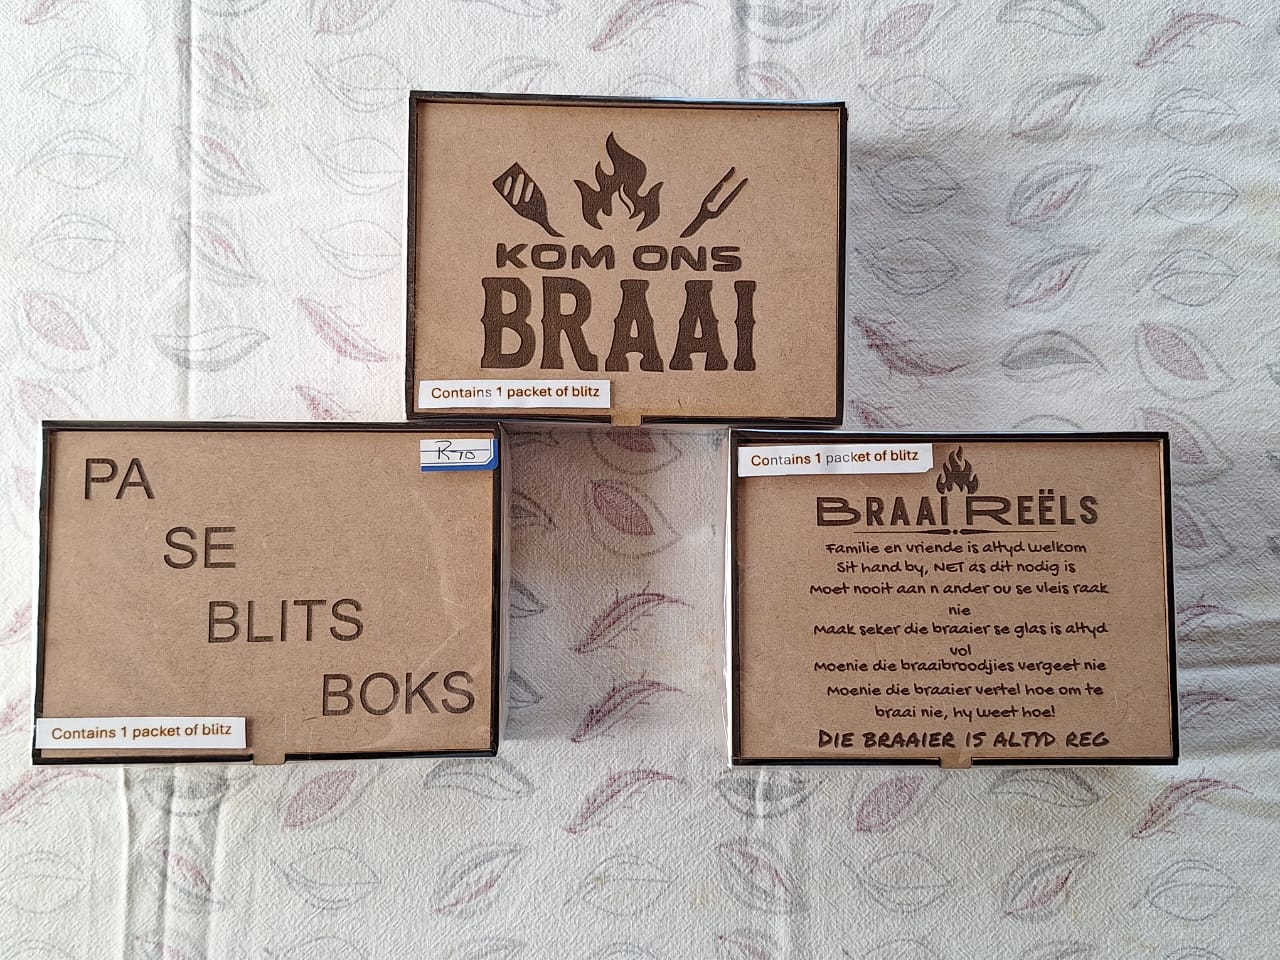 KOM ONS
BRAAI
Contains 1 packet of blitz
PA
SE
BLITS
BOKS
R70
Contains 1 packet of blitz
Contains 1 packet of blitz
BRAAI REËLS
Familie en vriende is altyd welkom
Sit hand by, NET as dit nodig is
Moet nooit aan n ander ou se vleis raak
nie
Maak seker die braaier se glas is altyd
vol
Moenie die braaibroodjies vergeet nie
Moenie die braaier vertel hoe om te
braai nie, hy weet hoe!
DIE BRAAIER IS ALTYD REG